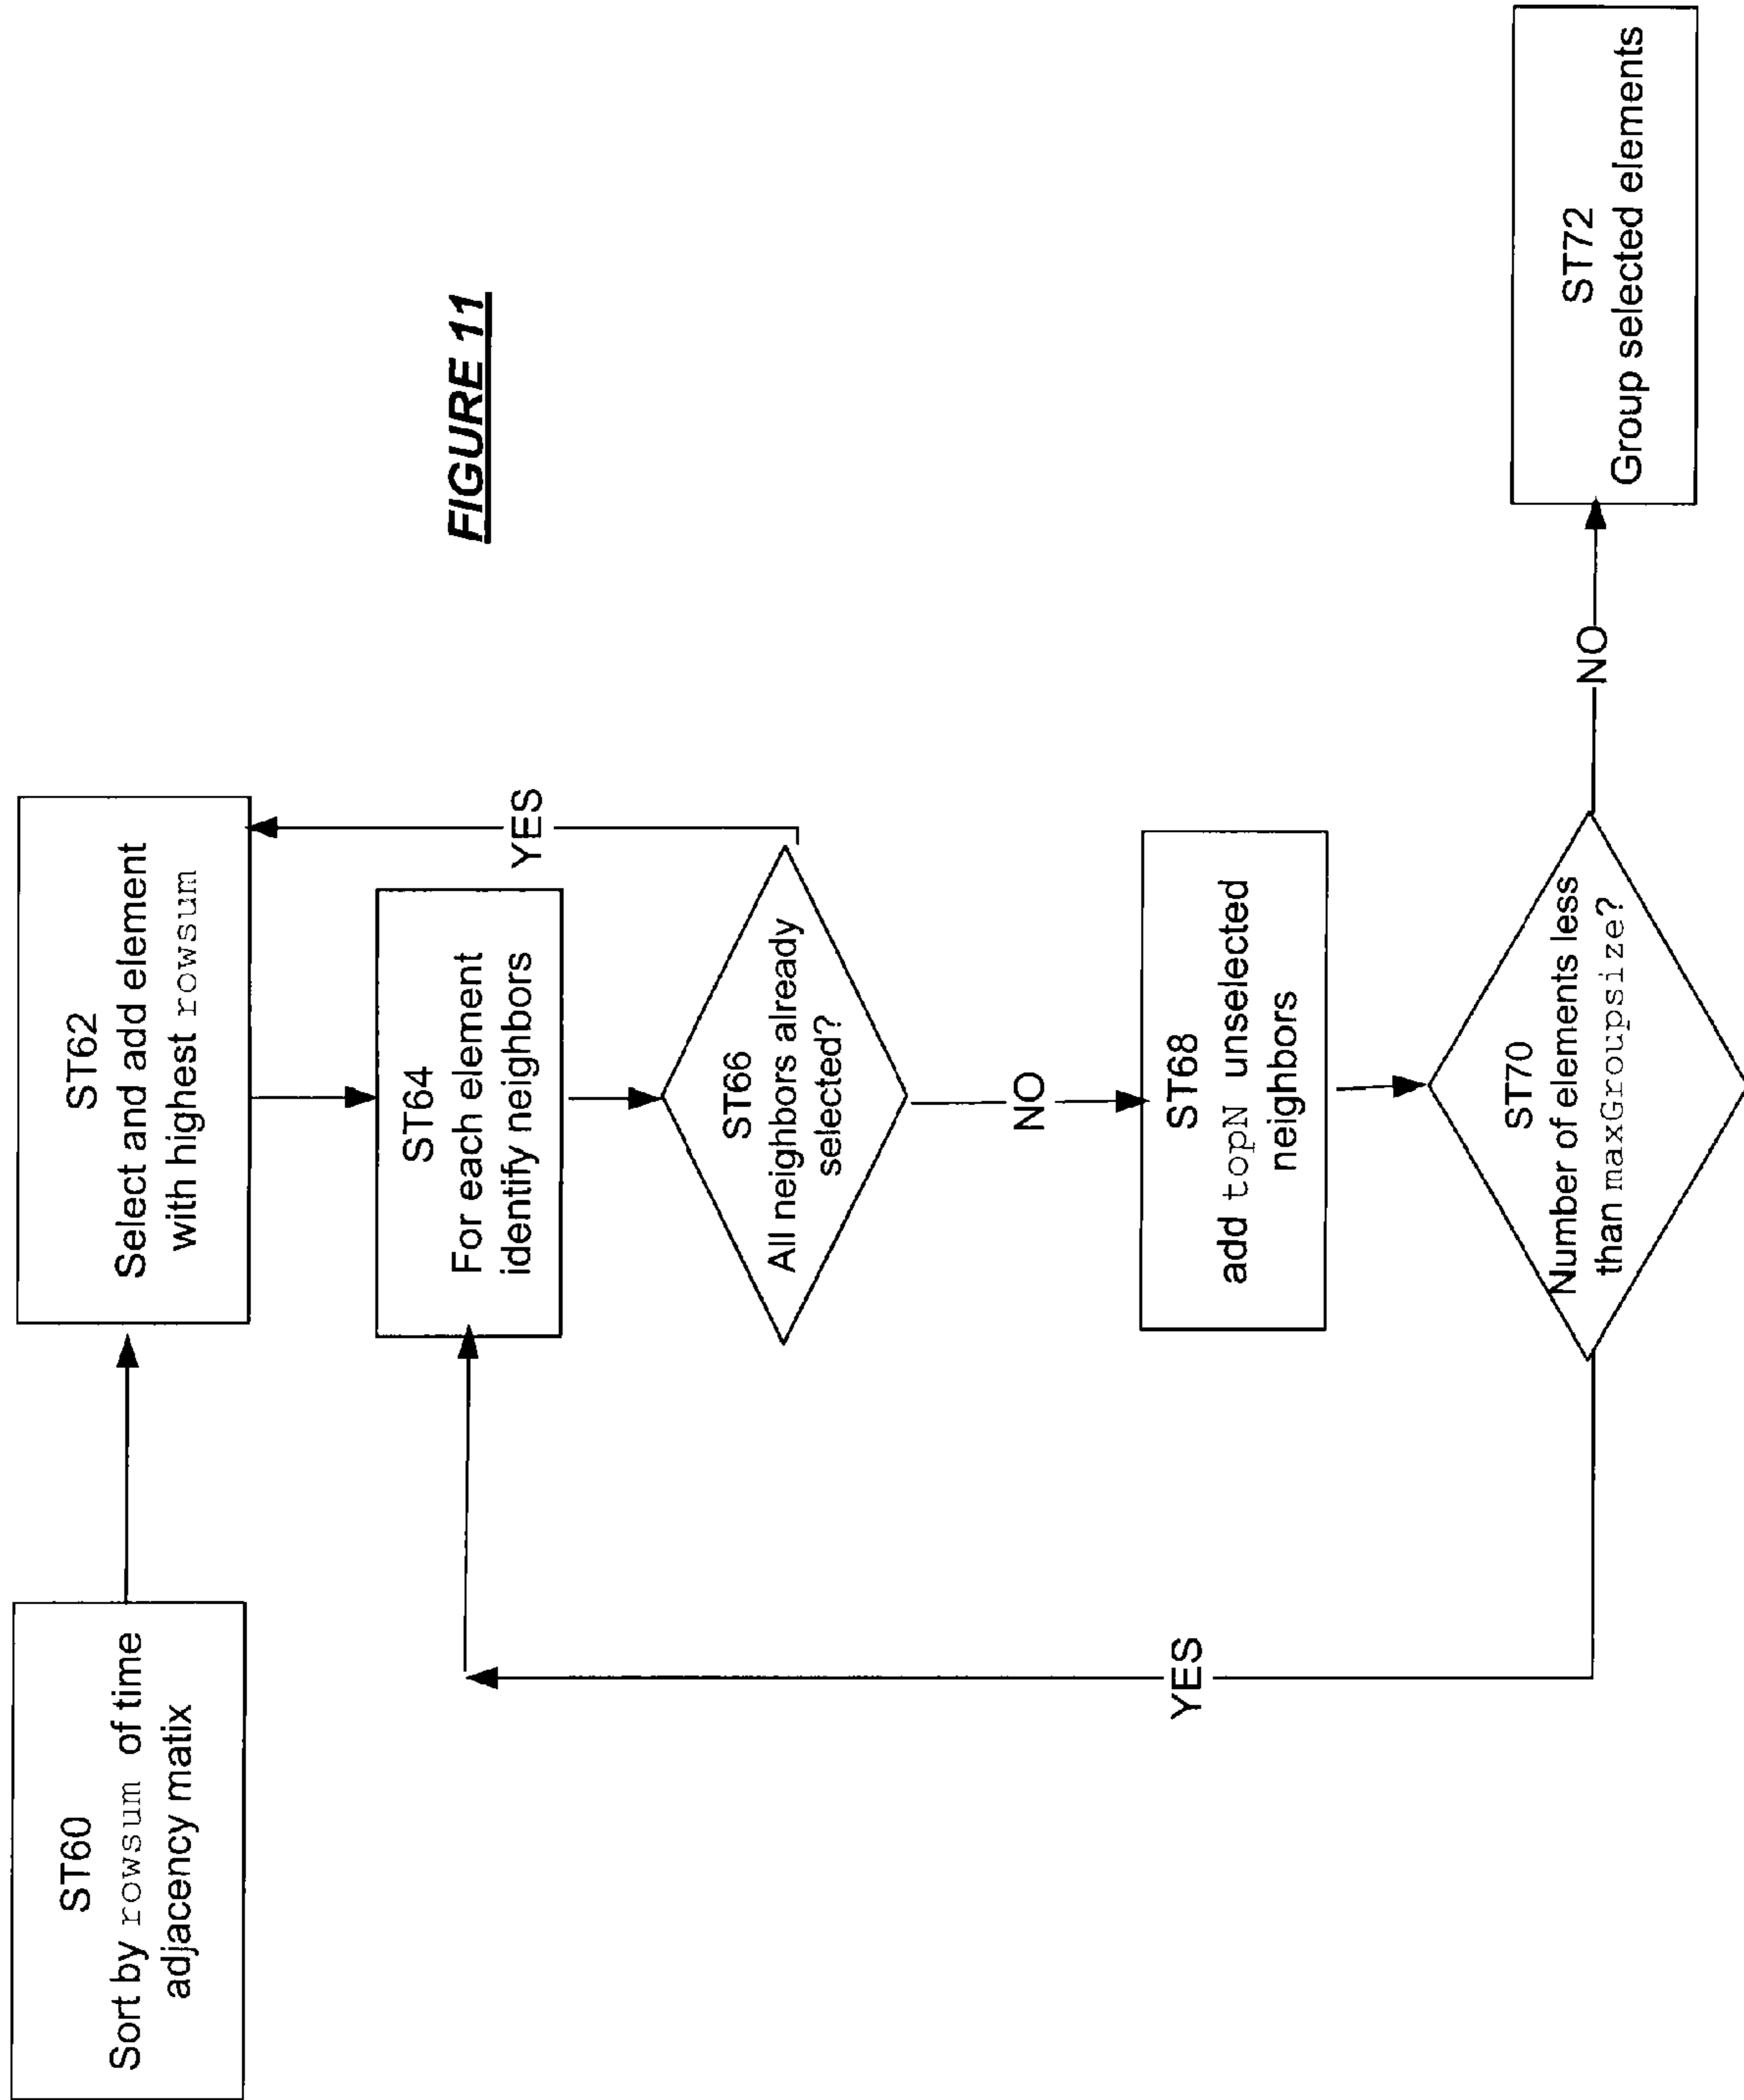 ST60
Sort by rowsum of time
adjacency matix
ST62
Select and add element
with highest rowsum
ST64
For each element
identify neighbors
YES
ST66
All neighbors already
selected?
FIGURE 11
NO
ST68
add topN unselected
neighbors
YES
ST70
Number of elements less
than maxGroupsize?
NO
ST72
Group selected elements